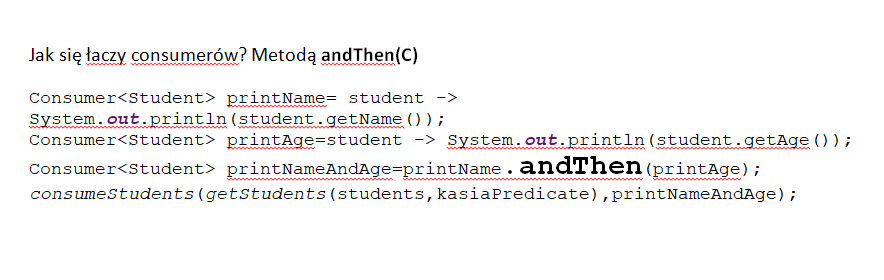 Jak się łaczy consumerów? Metodą andThen(C)
Consumer<Student> printName= student ->
System.out.println(student.getName());
Consumer<Student> printAge=student -> System.out.println(student.getAge());
Consumer<Student> printNameAndAge=printName.andThen(printAge);
consumeStudents(getStudents(students,kasiaPredicate),printNameAndAge);